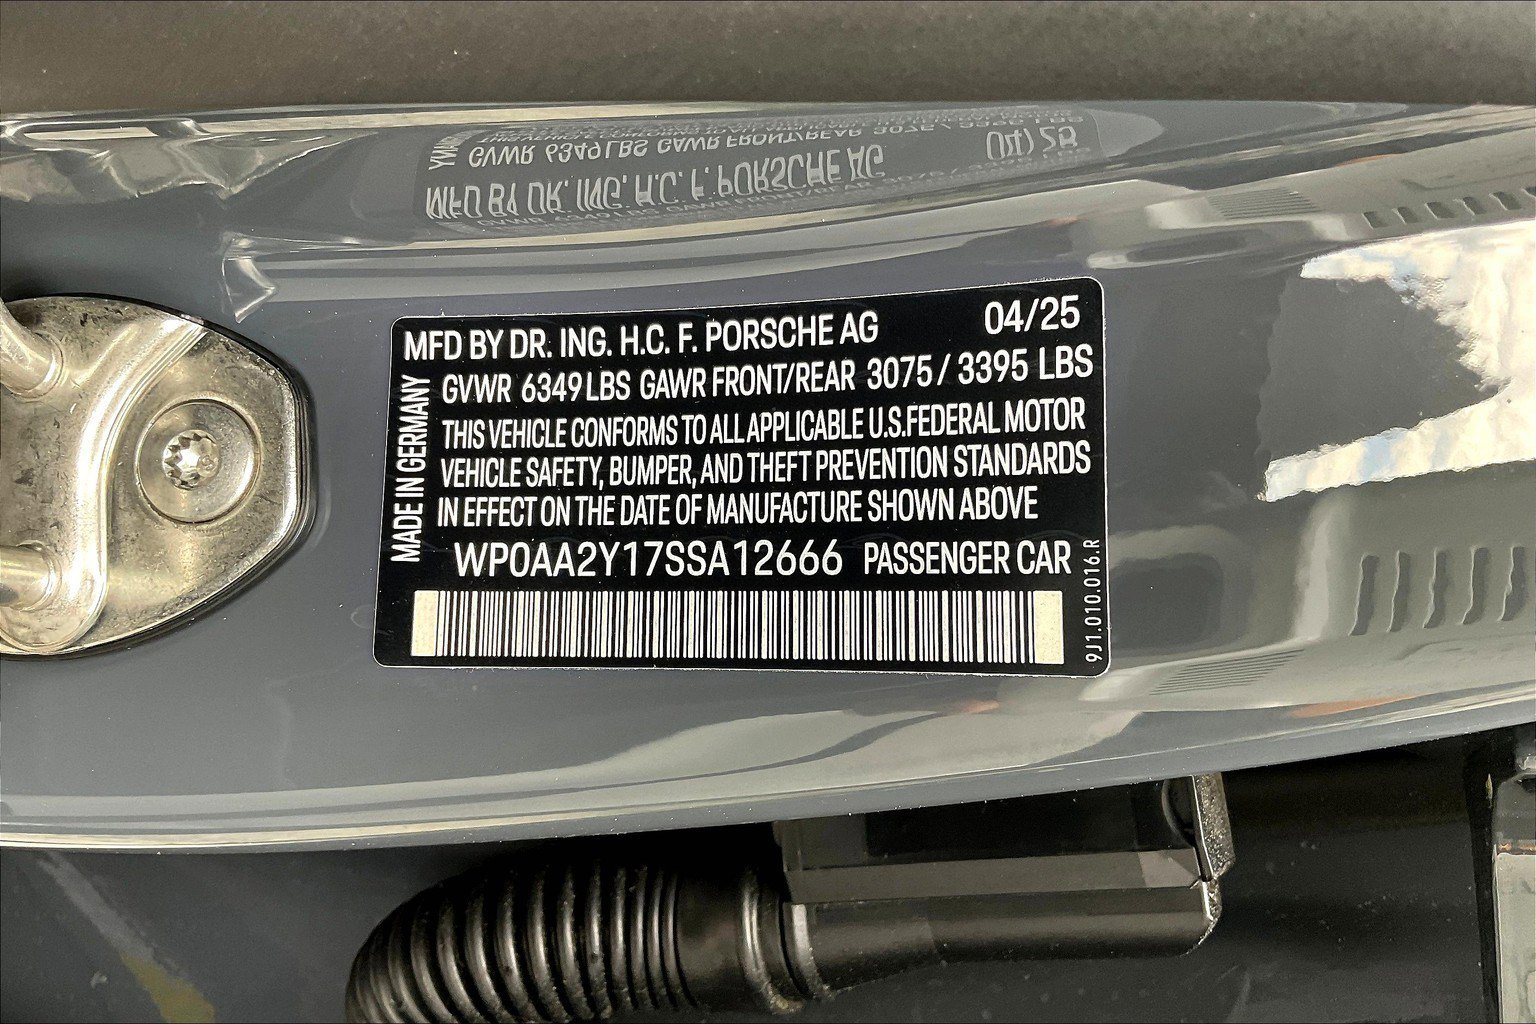 MFD BY DR. ING. H.C. F. PORSCHE AG 04/25
GVWR 6349 LBS GAWR FRONT/REAR 3075 / 3395 LBS
THIS VEHICLE CONFORMS TO ALL APPLICABLE U.S.FEDERAL MOTOR
VEHICLE SAFETY, BUMPER, AND THEFT PREVENTION STANDARDS
IN EFFECT ON THE DATE OF MANUFACTURE SHOWN ABOVE
WP0AA2Y17SSA12666 PASSENGER CAR
MADE IN GERMANY
9J1.010.016.R